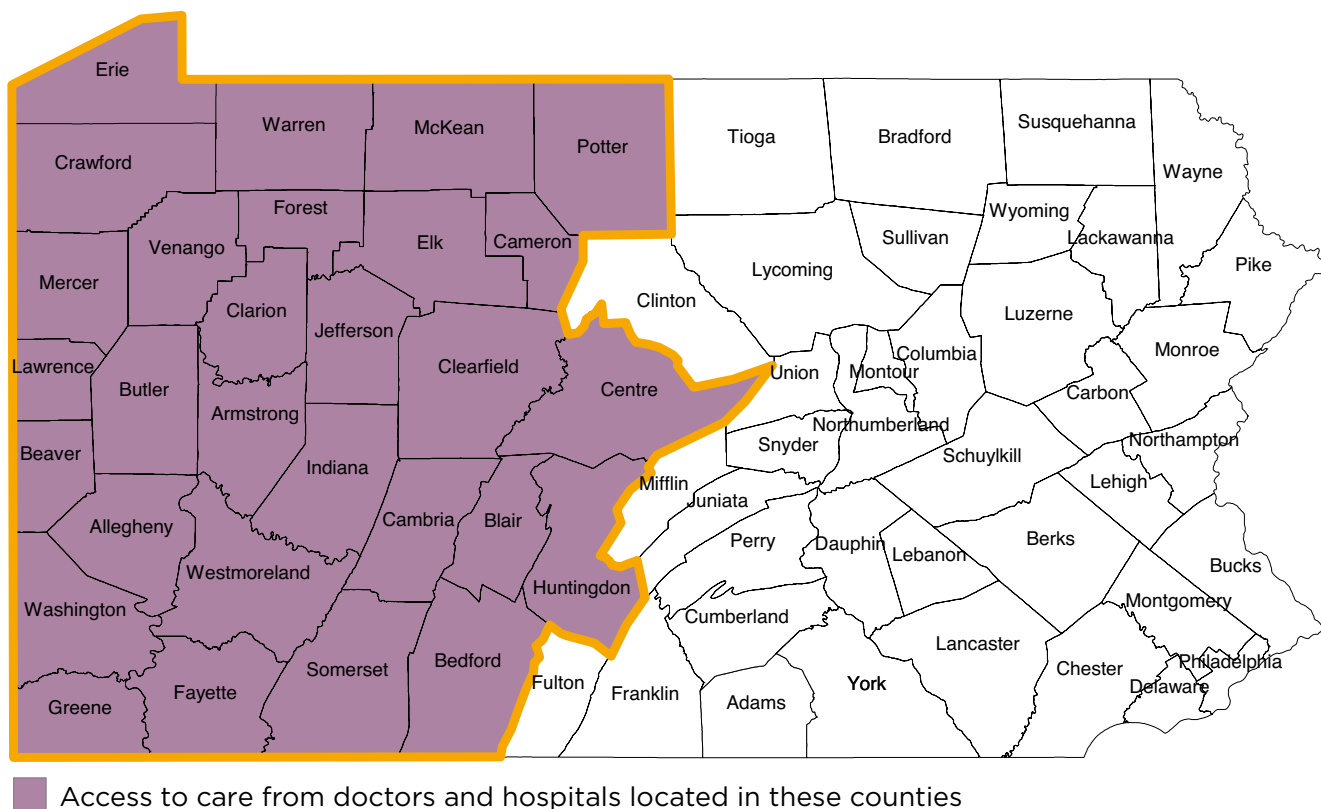 Erie
Warren
McKean
Potter
Tioga
Bradford
Susquehanna
Wayne
Crawford
Forest
Venango
Elk
Cameron
Sullivan
Wyoming
Lackawanna
Pike
Mercer
Clarion
Jefferson
Clinton
Lycoming
Luzerne
Monroe
Lawrence
Butler
Armstrong
Clearfield
Centre
Union
Montour
Columbia
Carbon
Northumberland
Northampton
Beaver
Indiana
Snyder
Schuylkill
Lehigh
Mifflin
Juniata
Allegheny
Cambria
Blair
Perry
Dauphin
Lebanon
Berks
Bucks
Westmoreland
Huntingdon
Washington
Cumberland
Montgomery
Lancaster
Somerset
Bedford
Fayette
Greene
Fulton
Franklin
Adams
York
Chester
Philadelphia
Delaware
Access to care from doctors and hospitals located in these counties